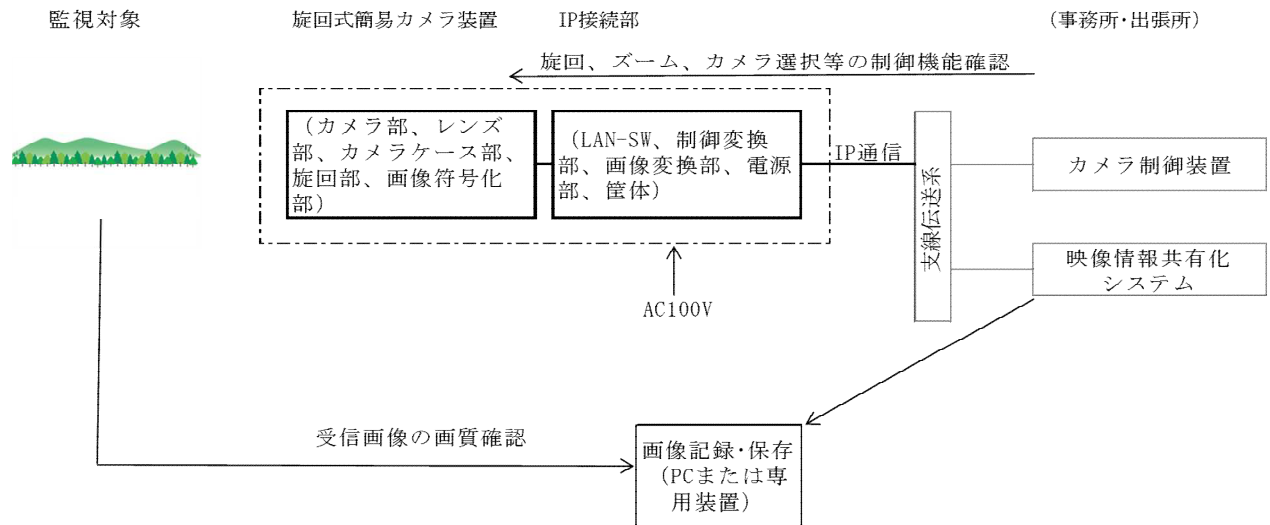 監視対象
旋回式簡易カメラ装置
IP接続部
(事務所・出張所)
旋回、ズーム、カメラ選択等の制御機能確認
(カメラ部、レンズ
部、カメラケース部、
旋回部、画像符号化
部)
(LAN-SW、制御変換
部、画像変換部、電源
部、筐体)
IP通信
支線伝送系
カメラ制御装置
映像情報共有化
システム
AC100V
受信画像の画質確認
画像記録・保存
(PCまたは専
用装置)